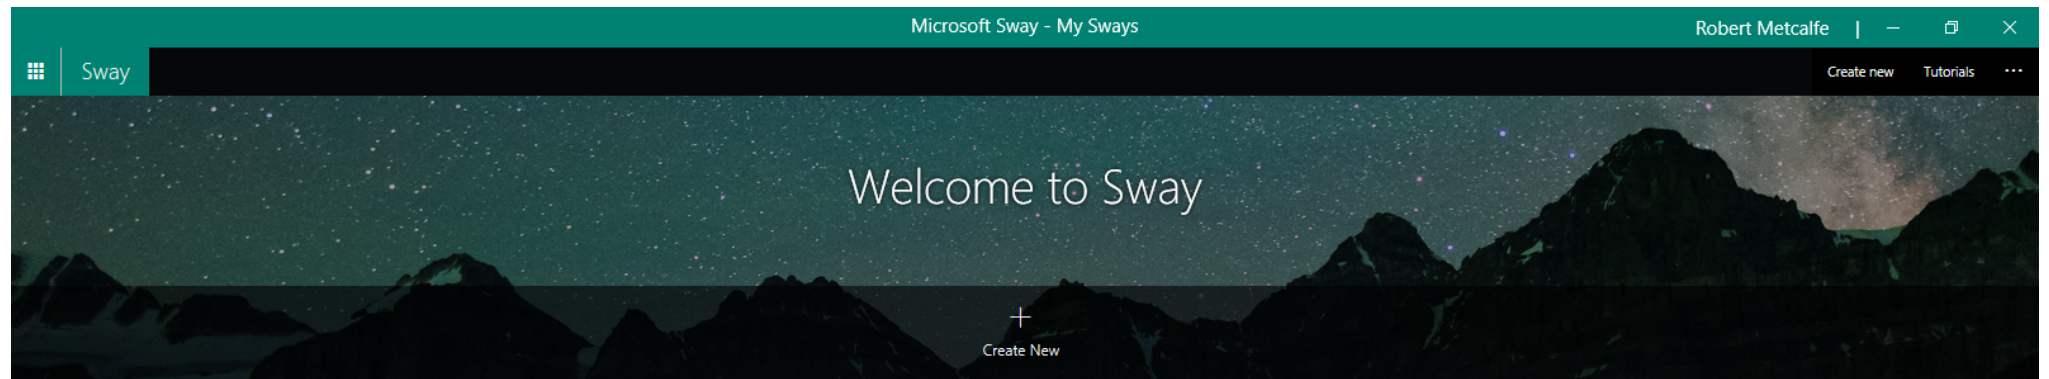 Microsoft Sway - My Sways
Robert Metcalfe
Sway
Create new
Tutorials
Welcome to Sway
Create New